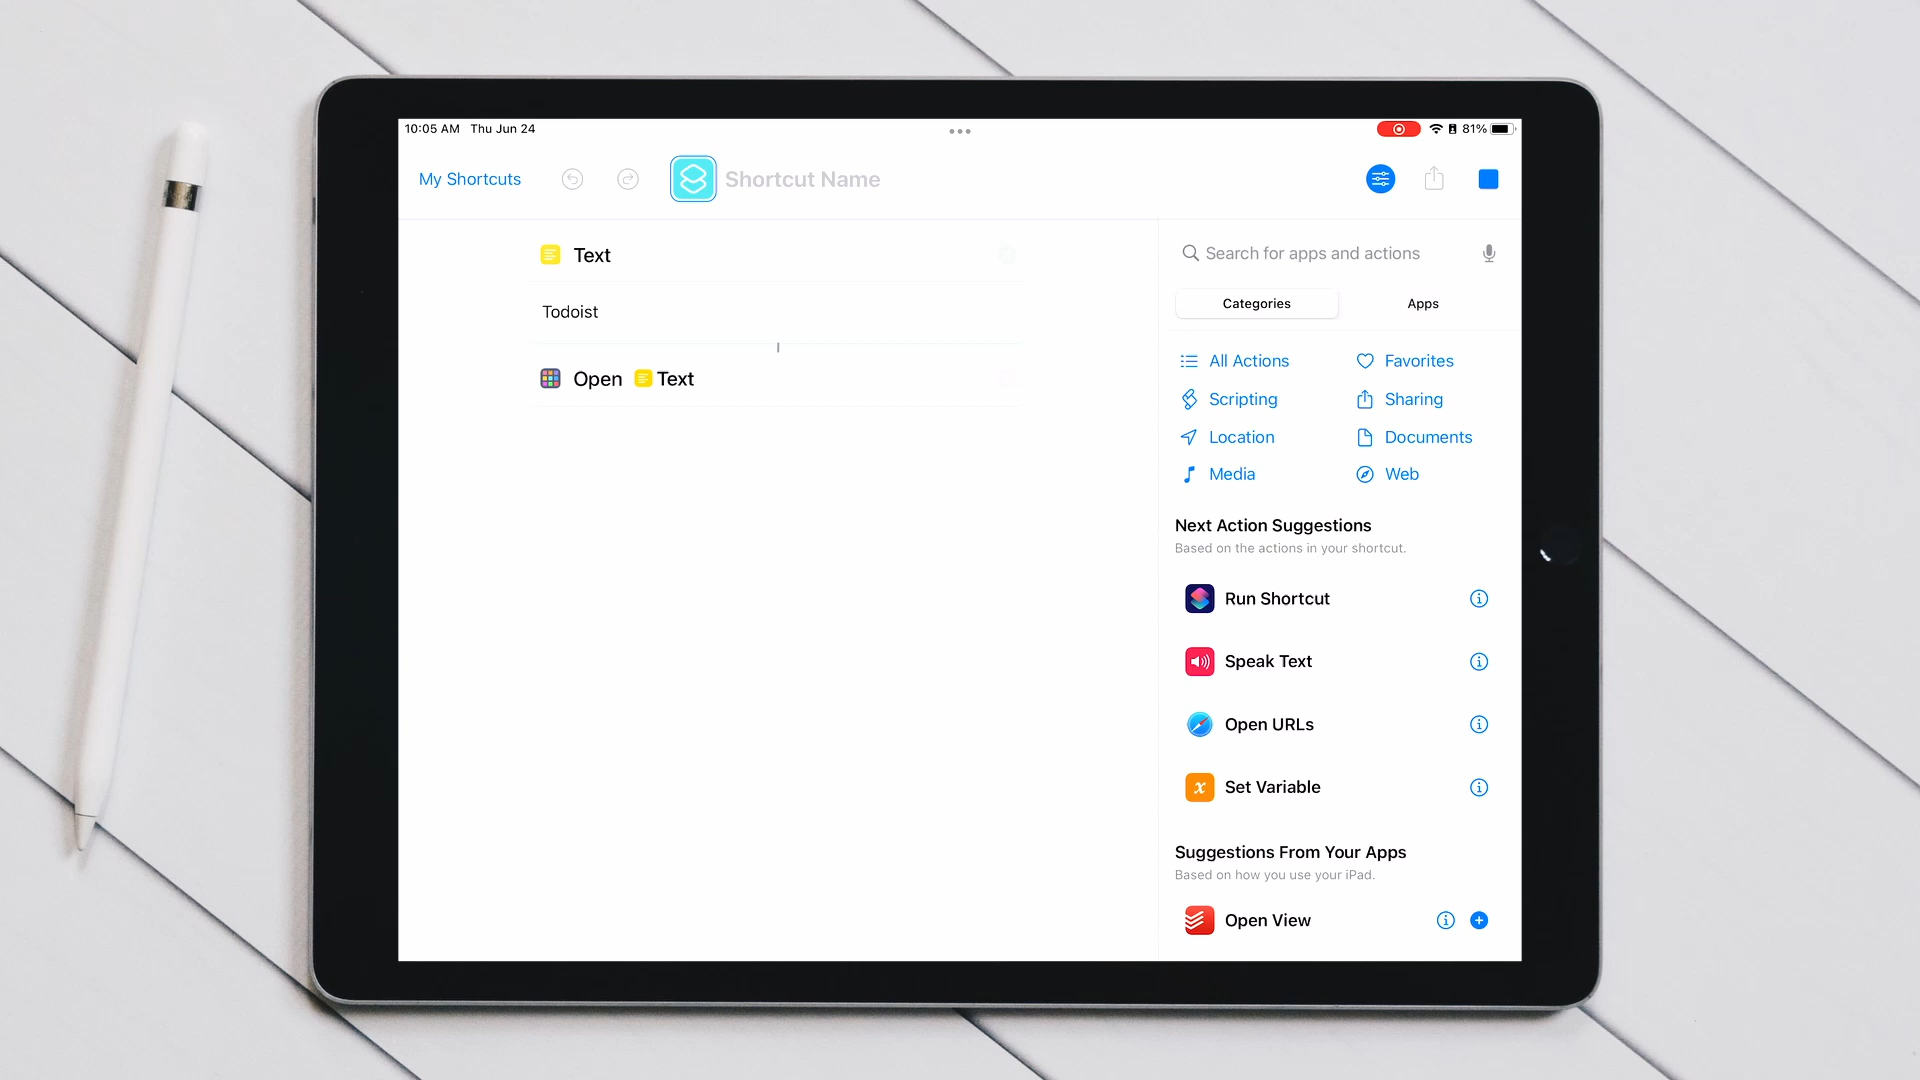 10:05 AM Thu Jun 24
81%
My Shortcuts
Shortcut Name
Text
Todoist
Open Text
Search for apps and actions
Categories
Apps
All Actions
Favorites
Scripting
Sharing
Location
Documents
Media
Web
Next Action Suggestions
Based on the actions in your shortcut.
Run Shortcut
Speak Text
Open URLs
Set Variable
Suggestions From Your Apps
Based on how you use your iPad.
Open View